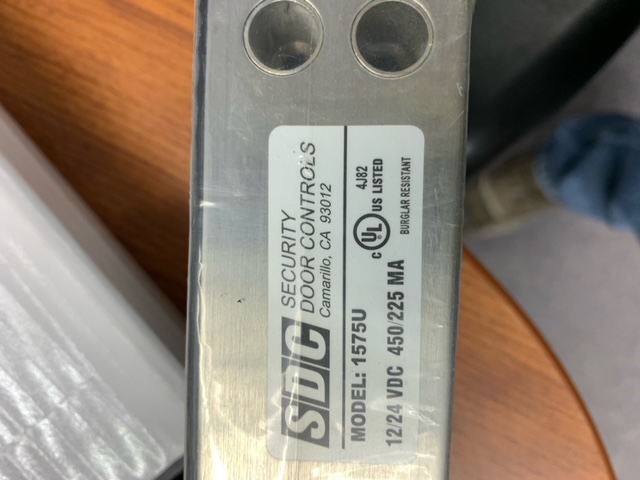 SDC
SECURITY
DOOR CONTROLS
Camarillo, CA 93012
MODEL: 1575U
12/24 VDC 450/225 MA
C UL US LISTED
4J82
BURGLAR RESISTANT